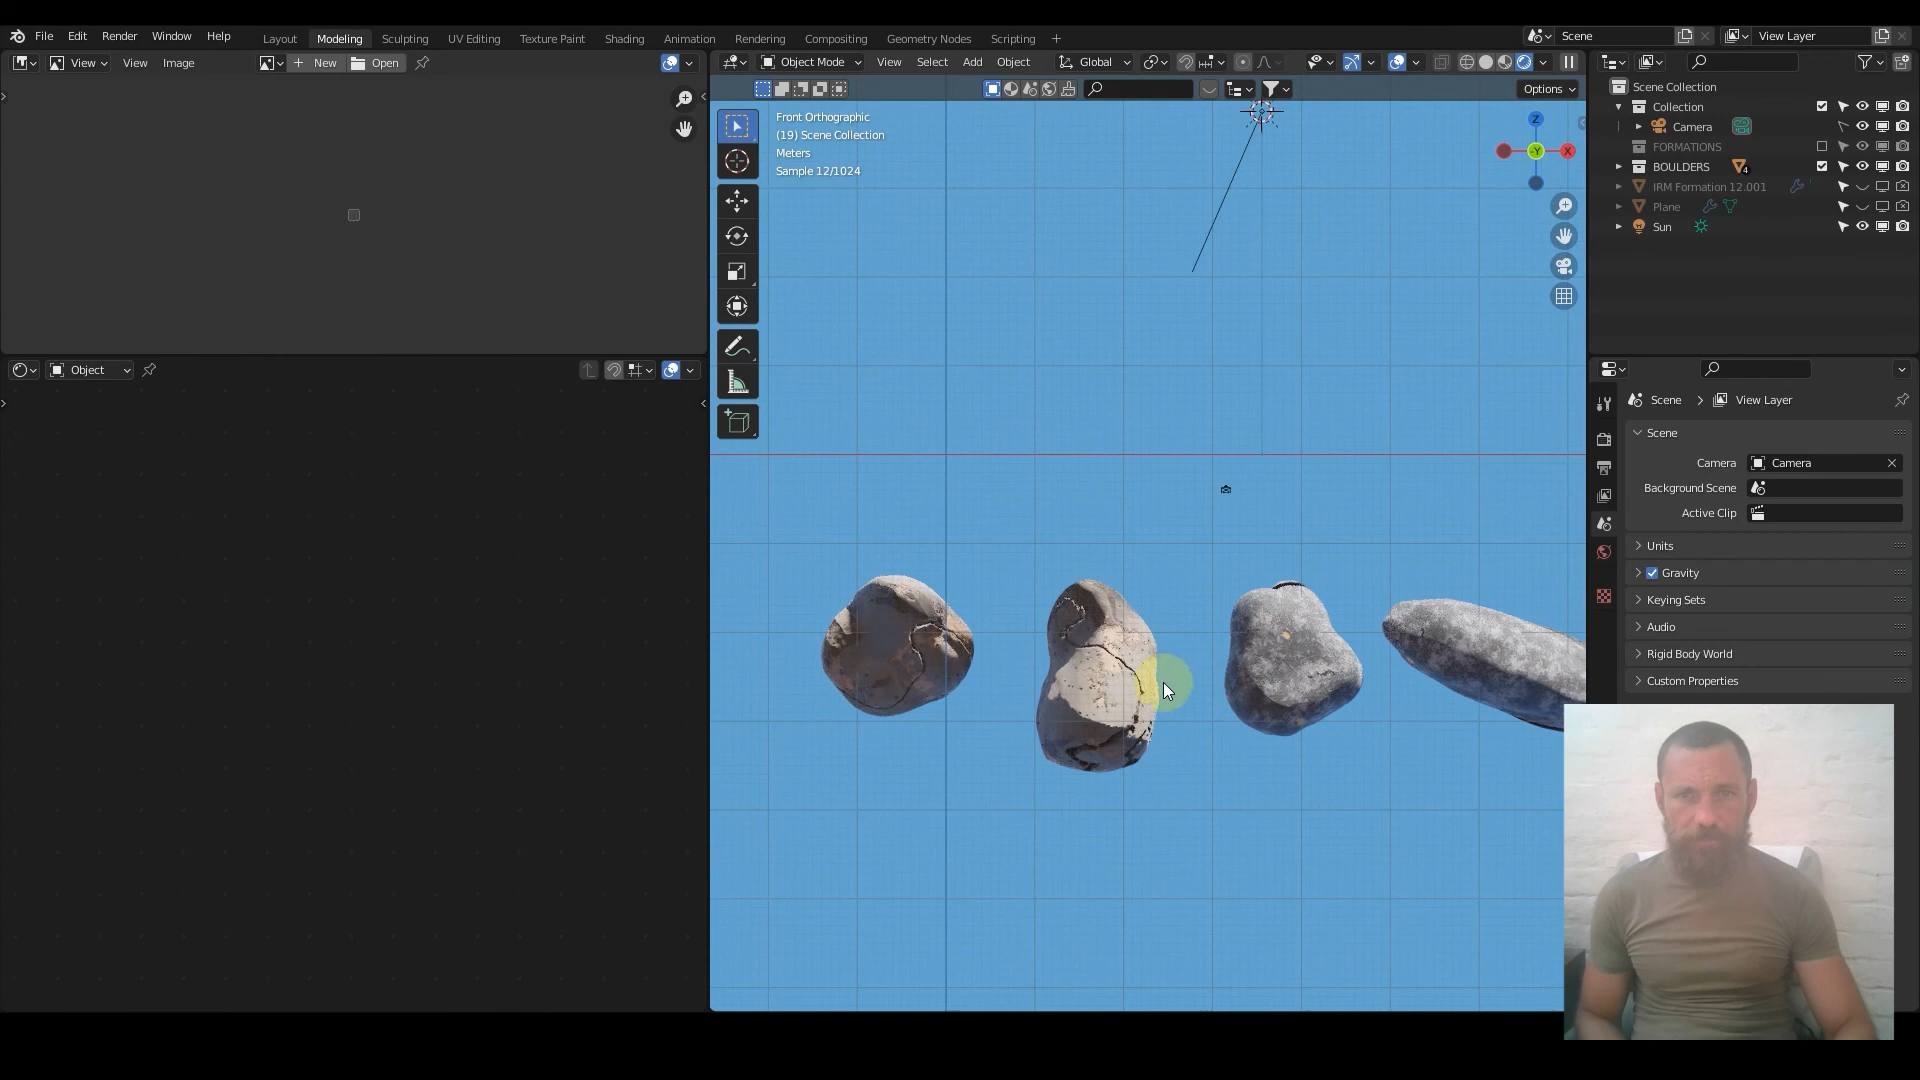 File Edit Render Window Help
Layout Modeling Sculpting UV Editing Texture Paint Shading Animation Rendering Compositing Geometry Nodes Scripting
Scene
View Layer
View View Image New Open
Object Mode View Select Add Object Global
Options
Front Orthographic
(19) Scene Collection
Meters
Sample 12/1024
Z
-Y
X
Scene Collection
Collection
Camera
FORMATIONS
BOULDERS 4
IRM Formation 12.001
Plane
Sun
Object
Scene View Layer
Scene
Camera Camera
Background Scene
Active Clip
Units
Gravity
Keying Sets
Audio
Rigid Body World
Custom Properties